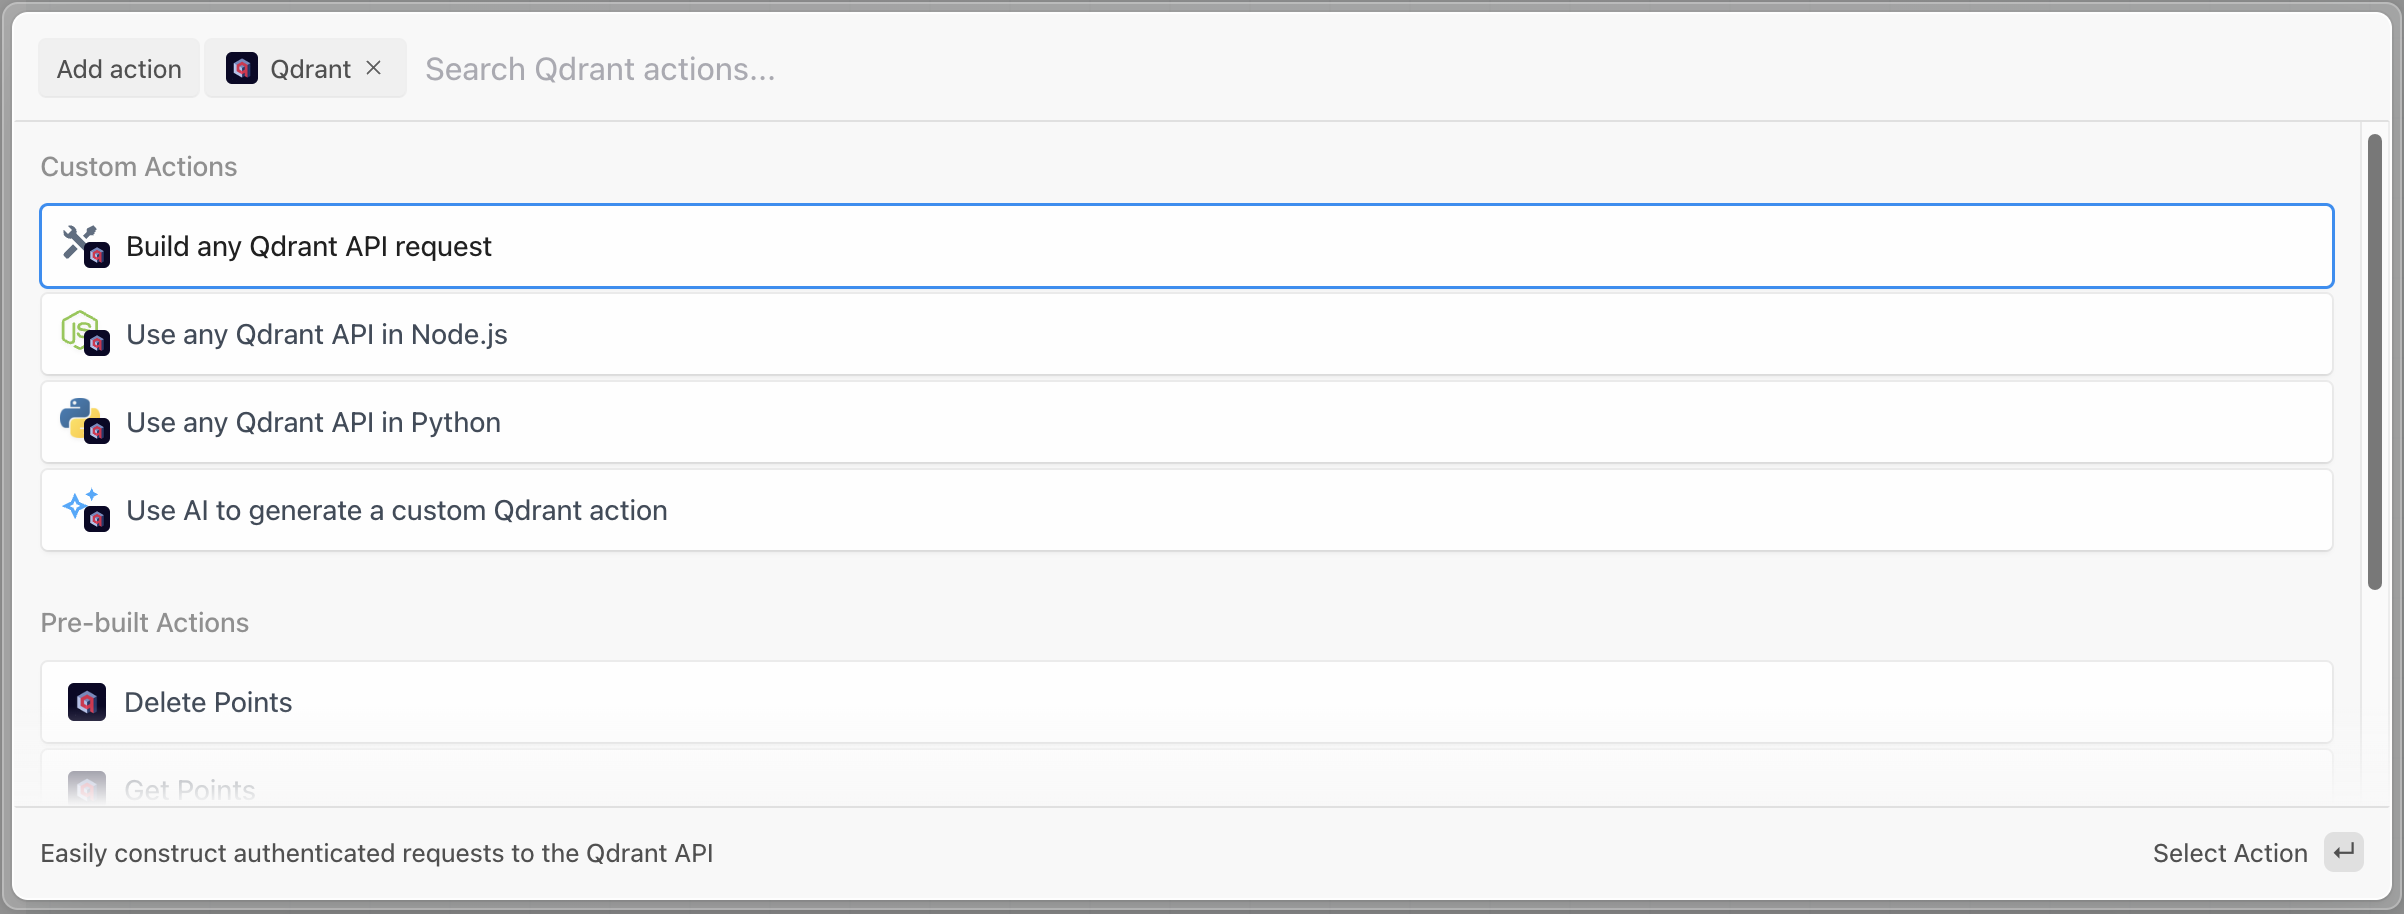 Add action
Qdrant
Search Qdrant actions...
Custom Actions
Build any Qdrant API request
Use any Qdrant API in Node.js
Use any Qdrant API in Python
Use AI to generate a custom Qdrant action
Pre-built Actions
Delete Points
Get Points
Easily construct authenticated requests to the Qdrant API
Select Action